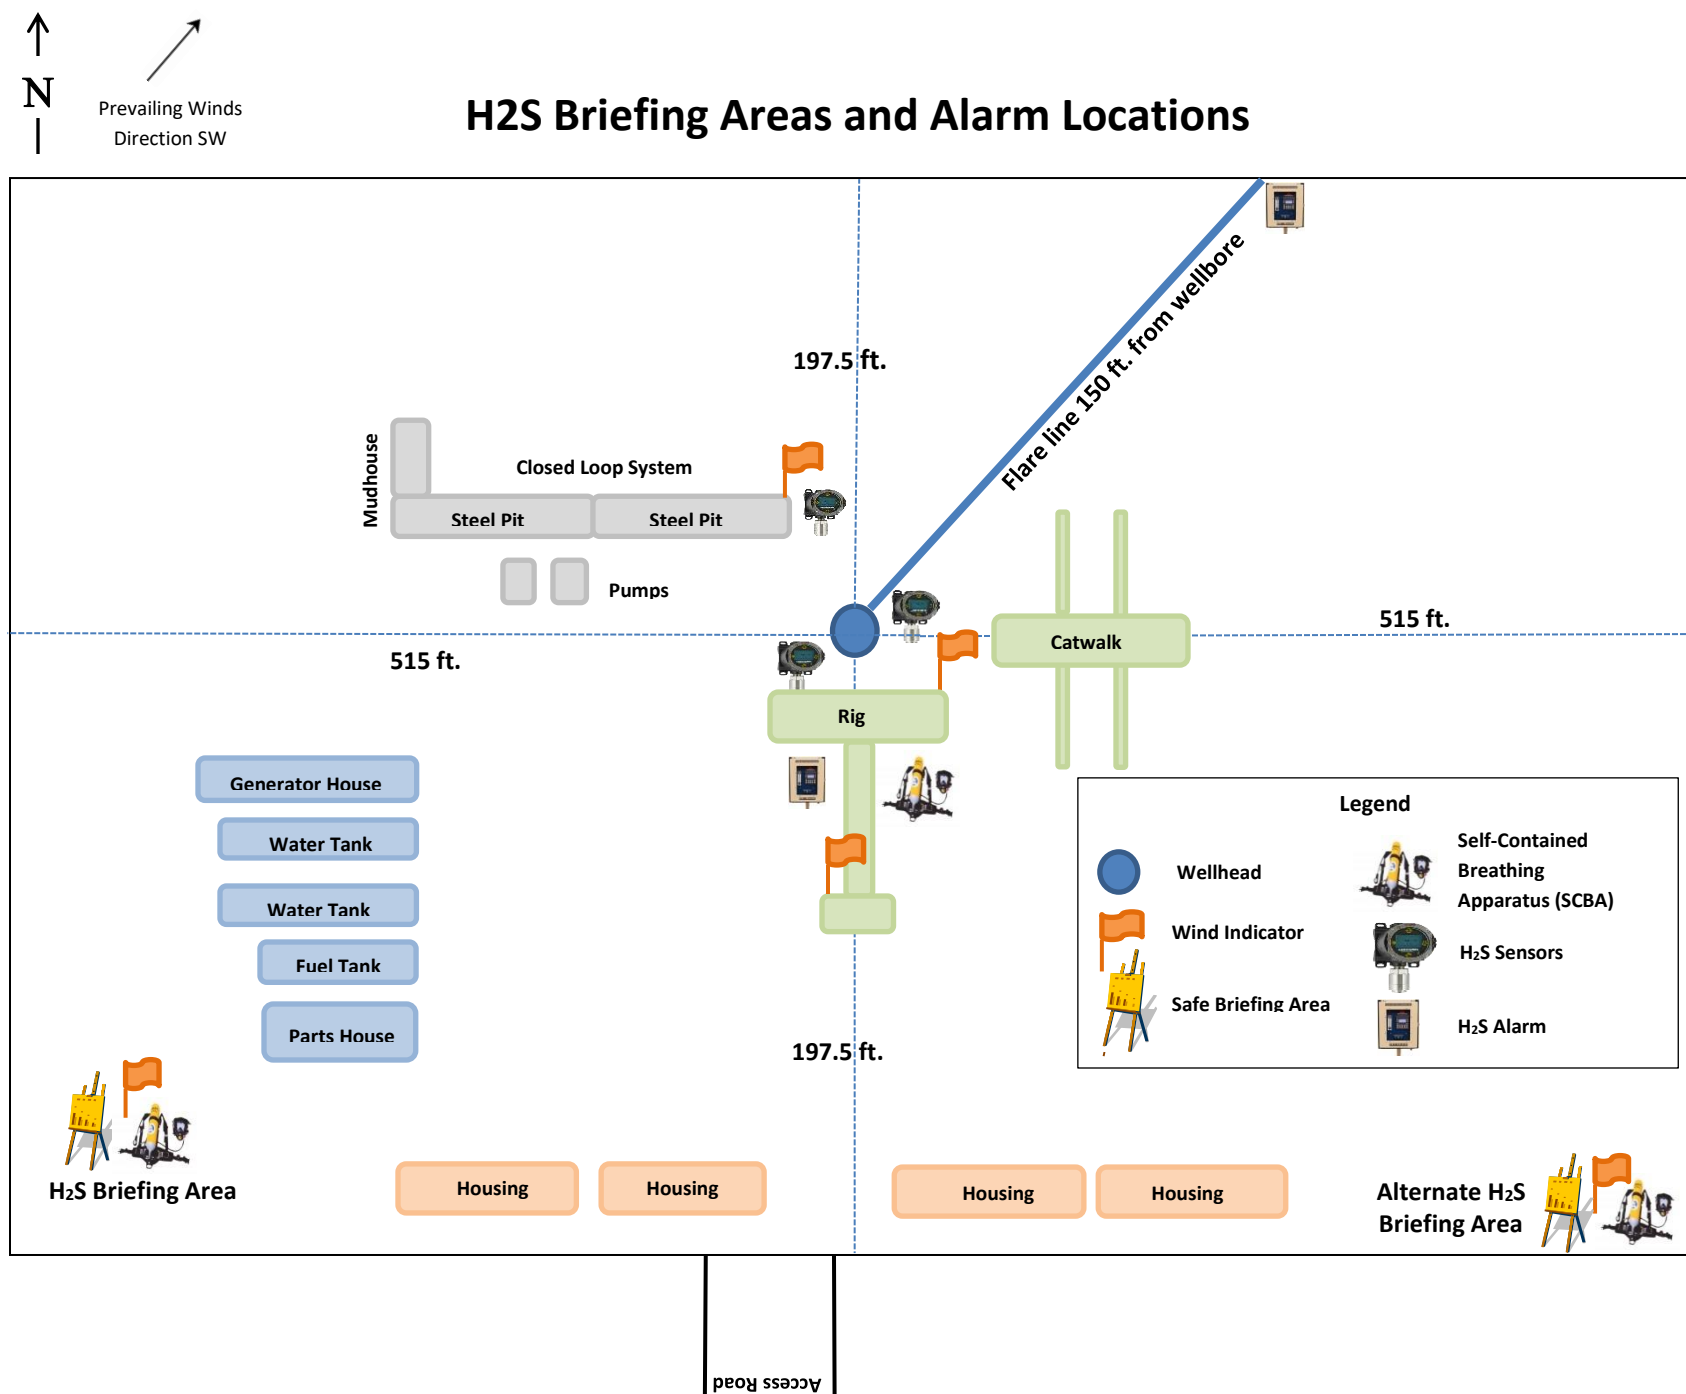 N
Prevailing Winds
Direction SW
H2S Briefing Areas and Alarm Locations
197.5 ft.
Flare line 150 ft. from wellbore
Mudhouse
Closed Loop System
Steel Pit
Steel Pit
Pumps
515 ft.
515 ft.
Catwalk
Rig
Generator House
Water Tank
Water Tank
Fuel Tank
Parts House
197.5 ft.
Legend
Wellhead
Self-Contained
Breathing
Apparatus (SCBA)
Wind Indicator
H2S Sensors
Safe Briefing Area
H2S Alarm
H2S Briefing Area
Housing
Housing
Housing
Housing
Alternate H2S
Briefing Area
Access Road